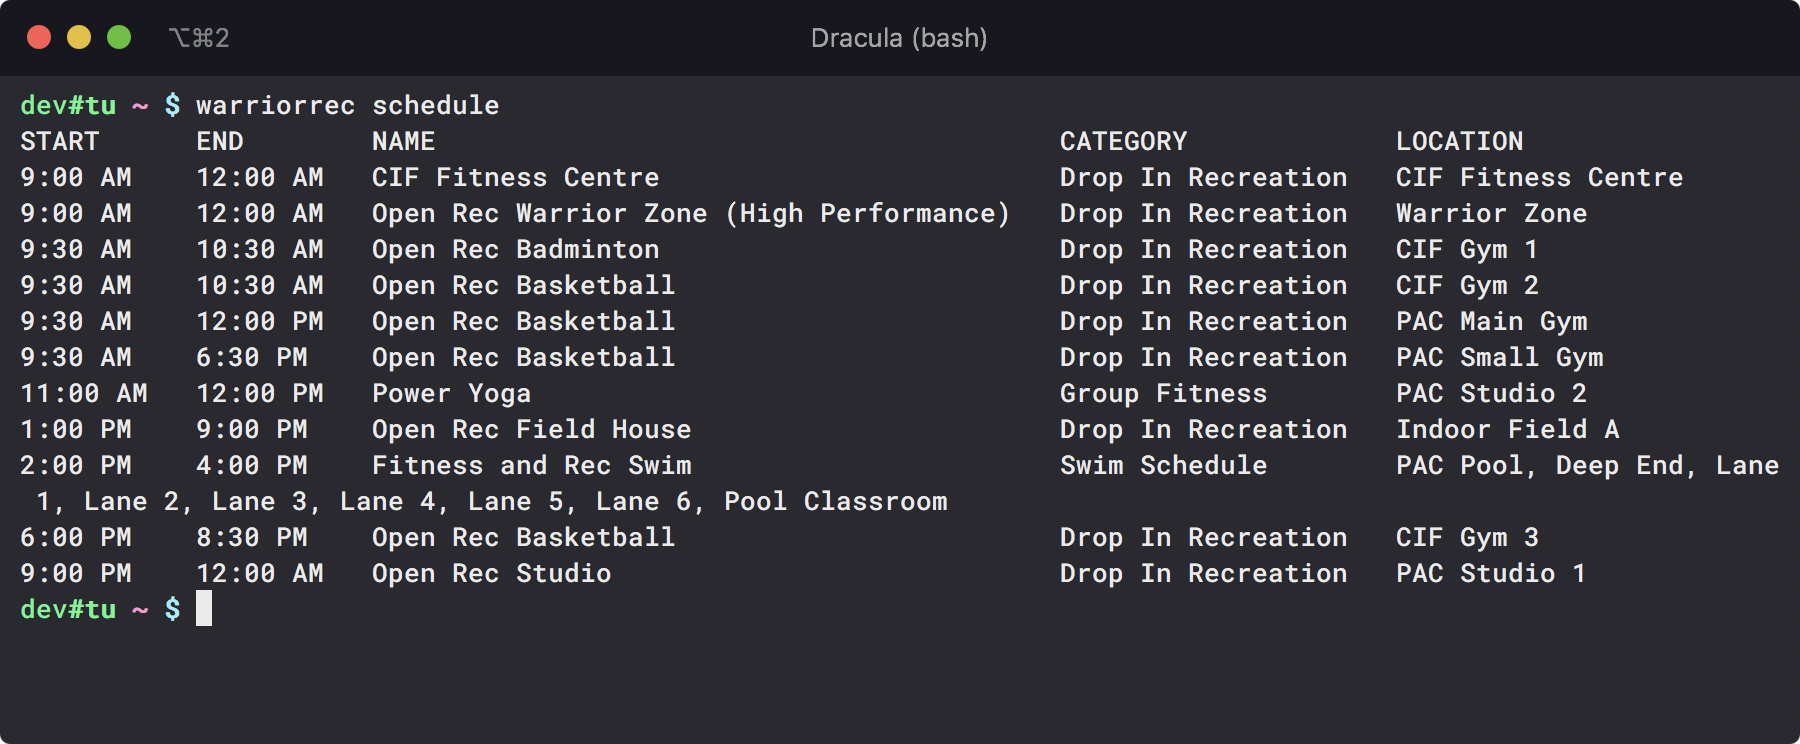 ⌥⌘2 Dracula (bash)
dev#tu ~ $ warriorrec schedule
START END NAME CATEGORY LOCATION
9:00 AM 12:00 AM CIF Fitness Centre Drop In Recreation CIF Fitness Centre
9:00 AM 12:00 AM Open Rec Warrior Zone (High Performance) Drop In Recreation Warrior Zone
9:30 AM 10:30 AM Open Rec Badminton Drop In Recreation CIF Gym 1
9:30 AM 10:30 AM Open Rec Basketball Drop In Recreation CIF Gym 2
9:30 AM 12:00 PM Open Rec Basketball Drop In Recreation PAC Main Gym
9:30 AM 6:30 PM Open Rec Basketball Drop In Recreation PAC Small Gym
11:00 AM 12:00 PM Power Yoga Group Fitness PAC Studio 2
1:00 PM 9:00 PM Open Rec Field House Drop In Recreation Indoor Field A
2:00 PM 4:00 PM Fitness and Rec Swim Swim Schedule PAC Pool, Deep End, Lane
1, Lane 2, Lane 3, Lane 4, Lane 5, Lane 6, Pool Classroom
6:00 PM 8:30 PM Open Rec Basketball Drop In Recreation CIF Gym 3
9:00 PM 12:00 AM Open Rec Studio Drop In Recreation PAC Studio 1
dev#tu ~ $